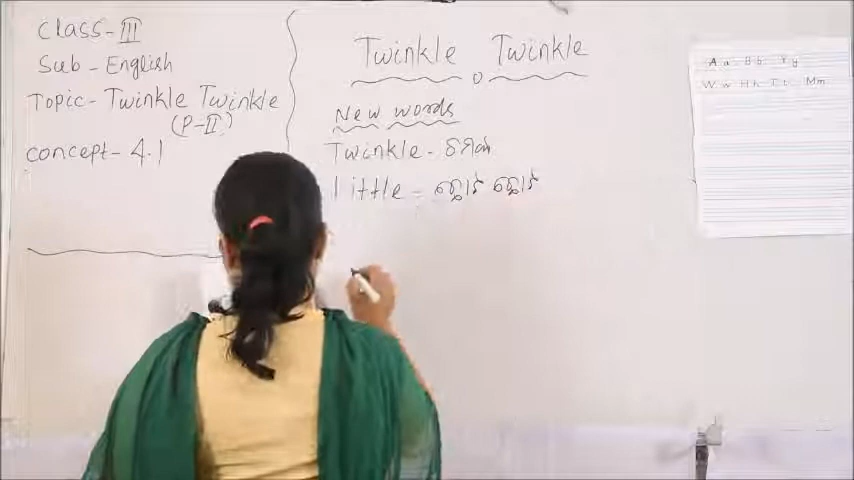 Class - III
Sub - English
Topic - Twinkle Twinkle
(P-II)
concept - 4.1
Twinkle Twinkle
New words
Twinkle -
Little -
Aa Bb Yy
Ww Hh Tt Mm